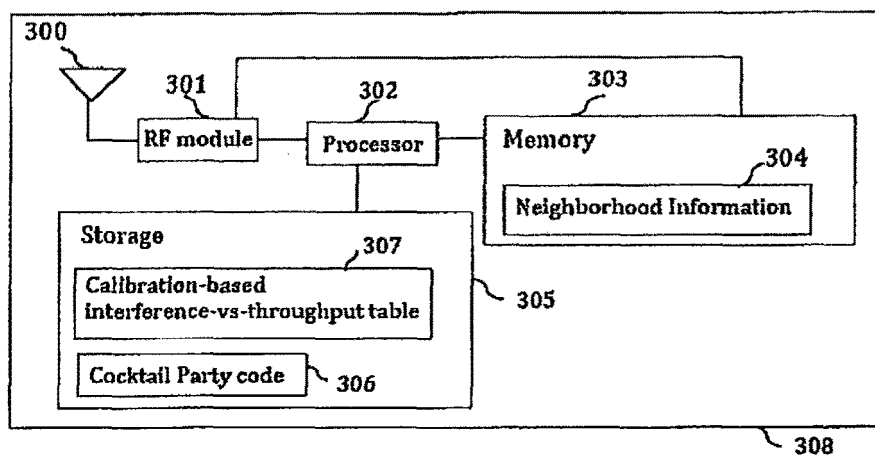 300
301
RF module
302
Processor
303
Memory
304
Neighborhood Information
Storage
307
Calibration-based
interference-vs-throughput table
305
Cocktail Party code
306
308